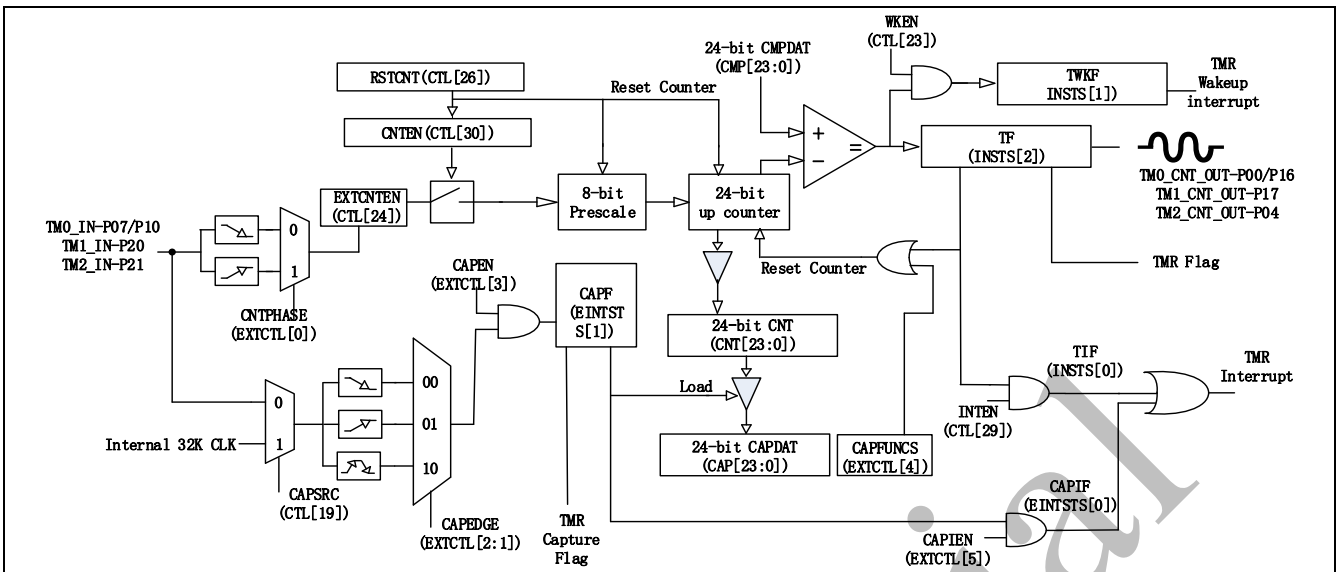 WKEN
(CTL[23])
24-bit CMPDAT
(CMP[23:0])
RSTCNT(CTL[26])
Reset Counter
TWKF
INSTS[1])
TMR
Wakeup
interrupt
CNTEN(CTL[30])
+
-
=
TF
(INSTS[2])
TM0_CNT_OUT-P00/P16
TM1_CNT_OUT-P17
TM2_CNT_OUT-P04
EXTCNTEN
(CTL[24])
8-bit
Prescale
24-bit
up counter
TM0_IN-P07/P10
TM1_IN-P20
TM2_IN-P21
0
1
CNTPHASE
(EXTCTL[0])
Reset Counter
TMR Flag
CAPEN
(EXTCTL[3])
CAPF
(EINTST
S[1])
24-bit CNT
(CNT[23:0])
Load
24-bit CAPDAT
(CAP[23:0])
CAPFUNCS
(EXTCTL[4])
TIF
(INSTS[0])
TMR
Interrupt
INTEN
(CTL[29])
0
1
Internal 32K CLK
00
01
10
CAPSRC
(CTL[19])
CAPEDGE
(EXTCTL[2:1])
TMR
Capture
Flag
CAPIF
(EINTSTS[0])
CAPIEN
(EXTCTL[5])